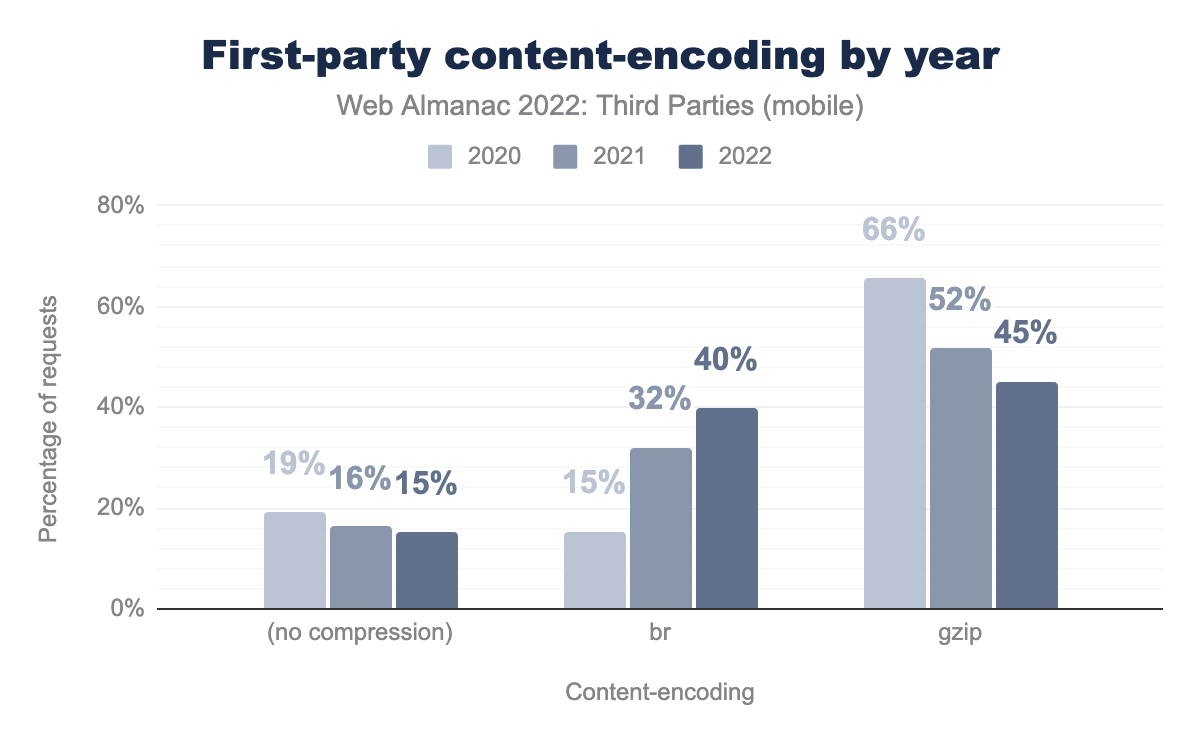 First-party content-encoding by year
Web Almanac 2022: Third Parties (mobile)
2020 2021 2022
80%
60%
40%
20%
0%
Percentage of requests
19% 16% 15%
15% 32% 40%
66% 52% 45%
(no compression) br gzip
Content-encoding